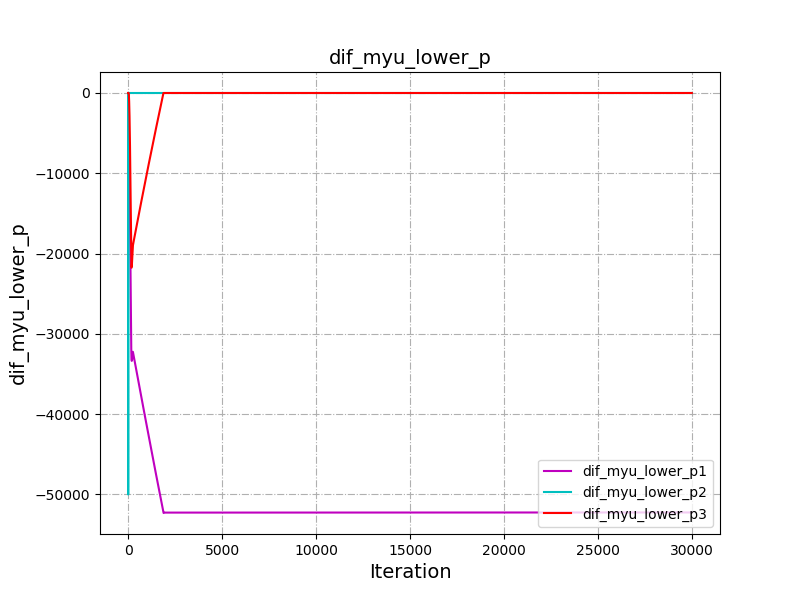 dif_myu_lower_p
dif_myu_lower_p
0
−10000
−20000
−30000
−40000
−50000
dif_myu_lower_p1
dif_myu_lower_p2
dif_myu_lower_p3
0
5000
10000
15000
20000
25000
30000
Iteration